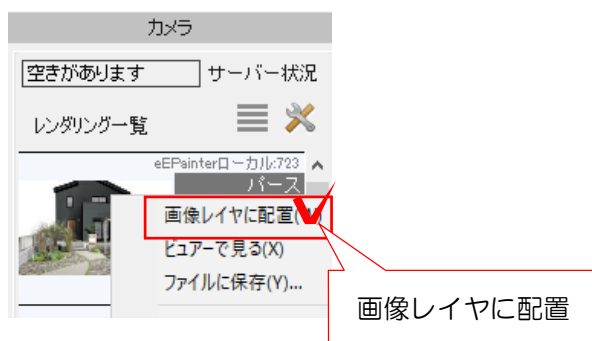 カメラ
空きがあります サーバー状況
レンダリング一覧
eEPainterローカル:723
パース
画像レイヤに配置(
ビュアーで見る(X)
ファイルに保存(Y)...
画像レイヤに配置